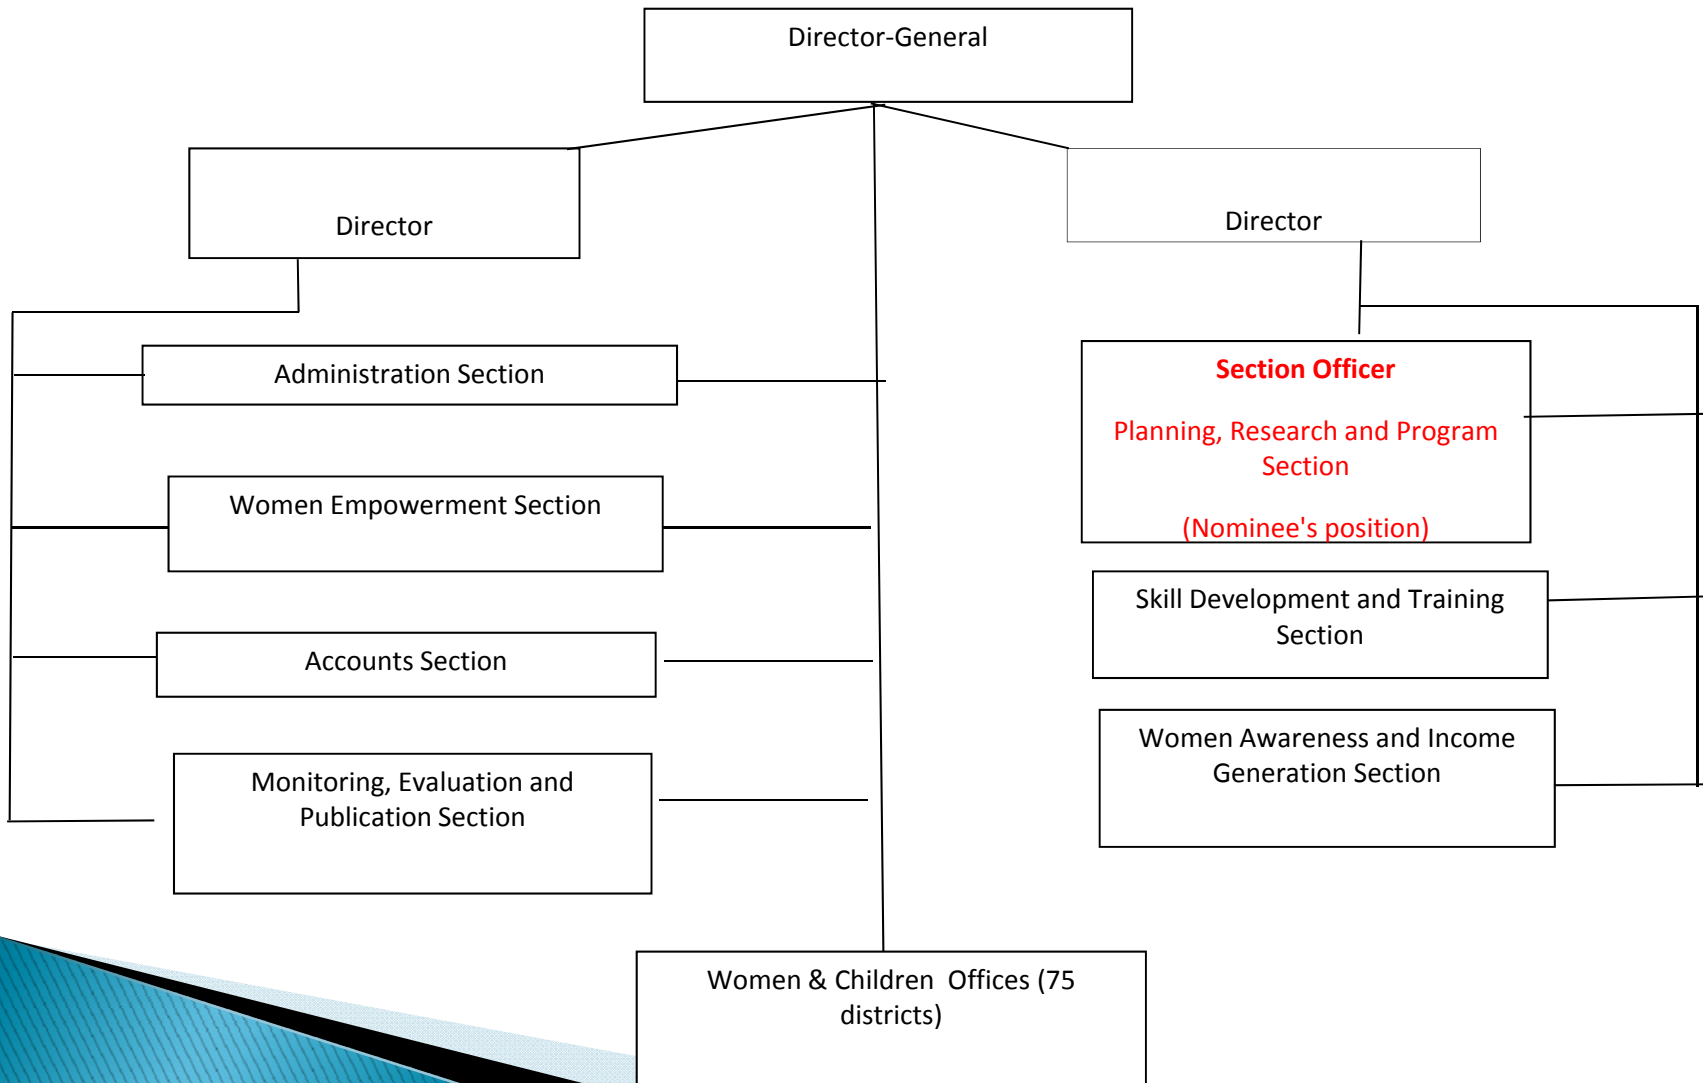 Director-General
Director
Director
Administration Section
Women Empowerment Section
Accounts Section
Monitoring, Evaluation and
Publication Section
Section Officer
Planning, Research and Program
Section
(Nominee's position)
Skill Development and Training
Section
Women Awareness and Income
Generation Section
Women & Children Offices (75
districts)